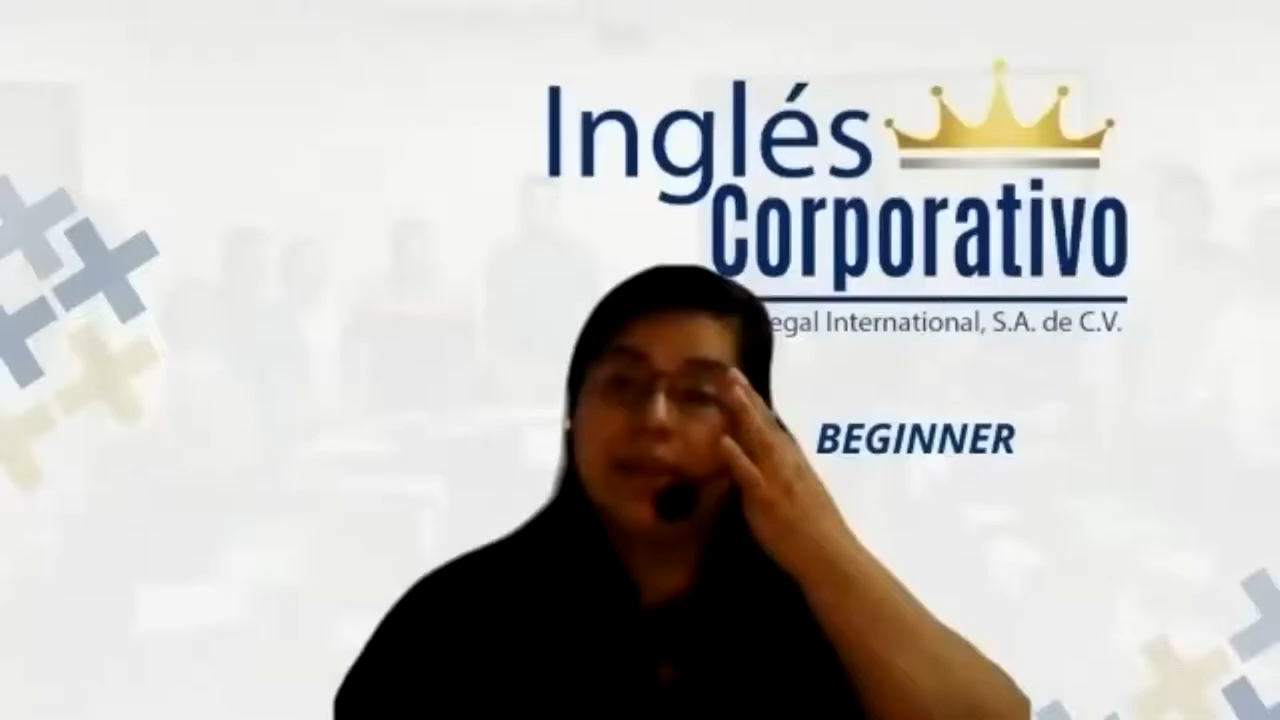 Inglés
Corporativo
International, S.A. de C.V.
BEGINNER